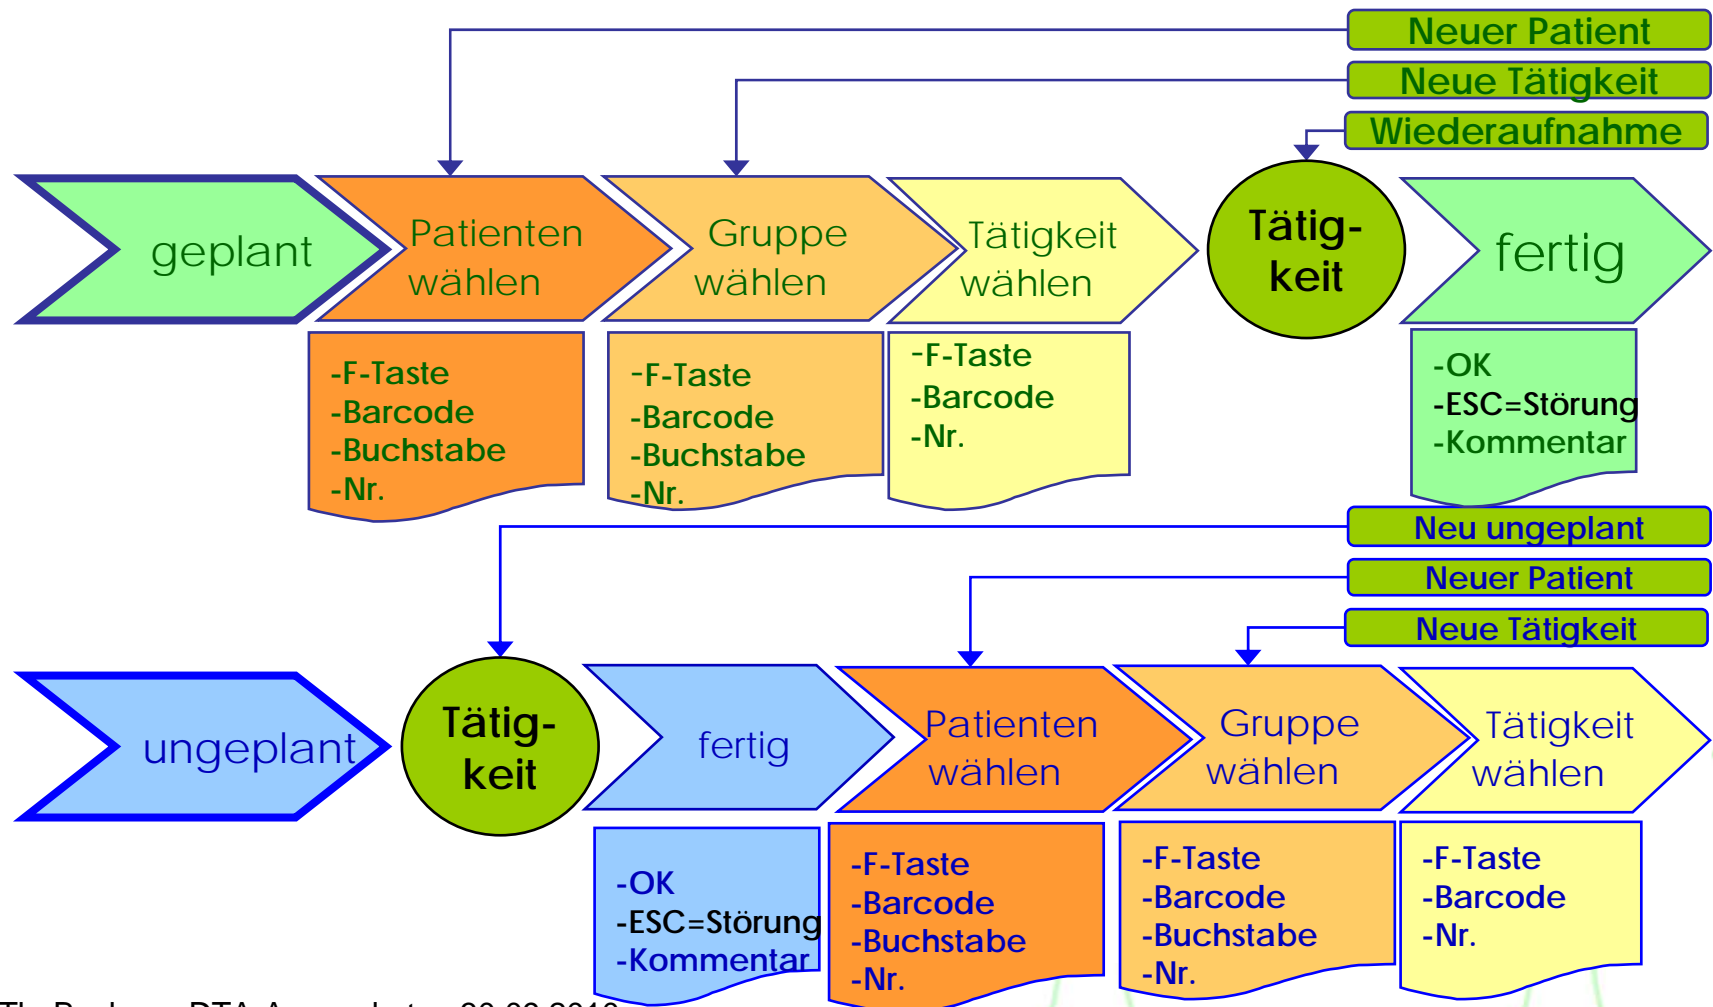 Neuer Patient
Neue Tätigkeit
Wiederaufnahme
geplant
Patienten
wählen
Gruppe
wählen
Tätigkeit
wählen
Tätig-
keit
fertig
-F-Taste
-Barcode
-Buchstabe
-Nr.
-F-Taste
-Barcode
-Buchstabe
-Nr.
-F-Taste
-Barcode
-Nr.
-OK
-ESC=Störung
-Kommentar
Neu ungeplant
Neuer Patient
Neue Tätigkeit
ungeplant
Tätig-
keit
fertig
Patienten
wählen
Gruppe
wählen
Tätigkeit
wählen
-OK
-ESC=Störung
-Kommentar
-F-Taste
-Barcode
-Buchstabe
-Nr.
-F-Taste
-Barcode
-Buchstabe
-Nr.
-F-Taste
-Barcode
-Nr.